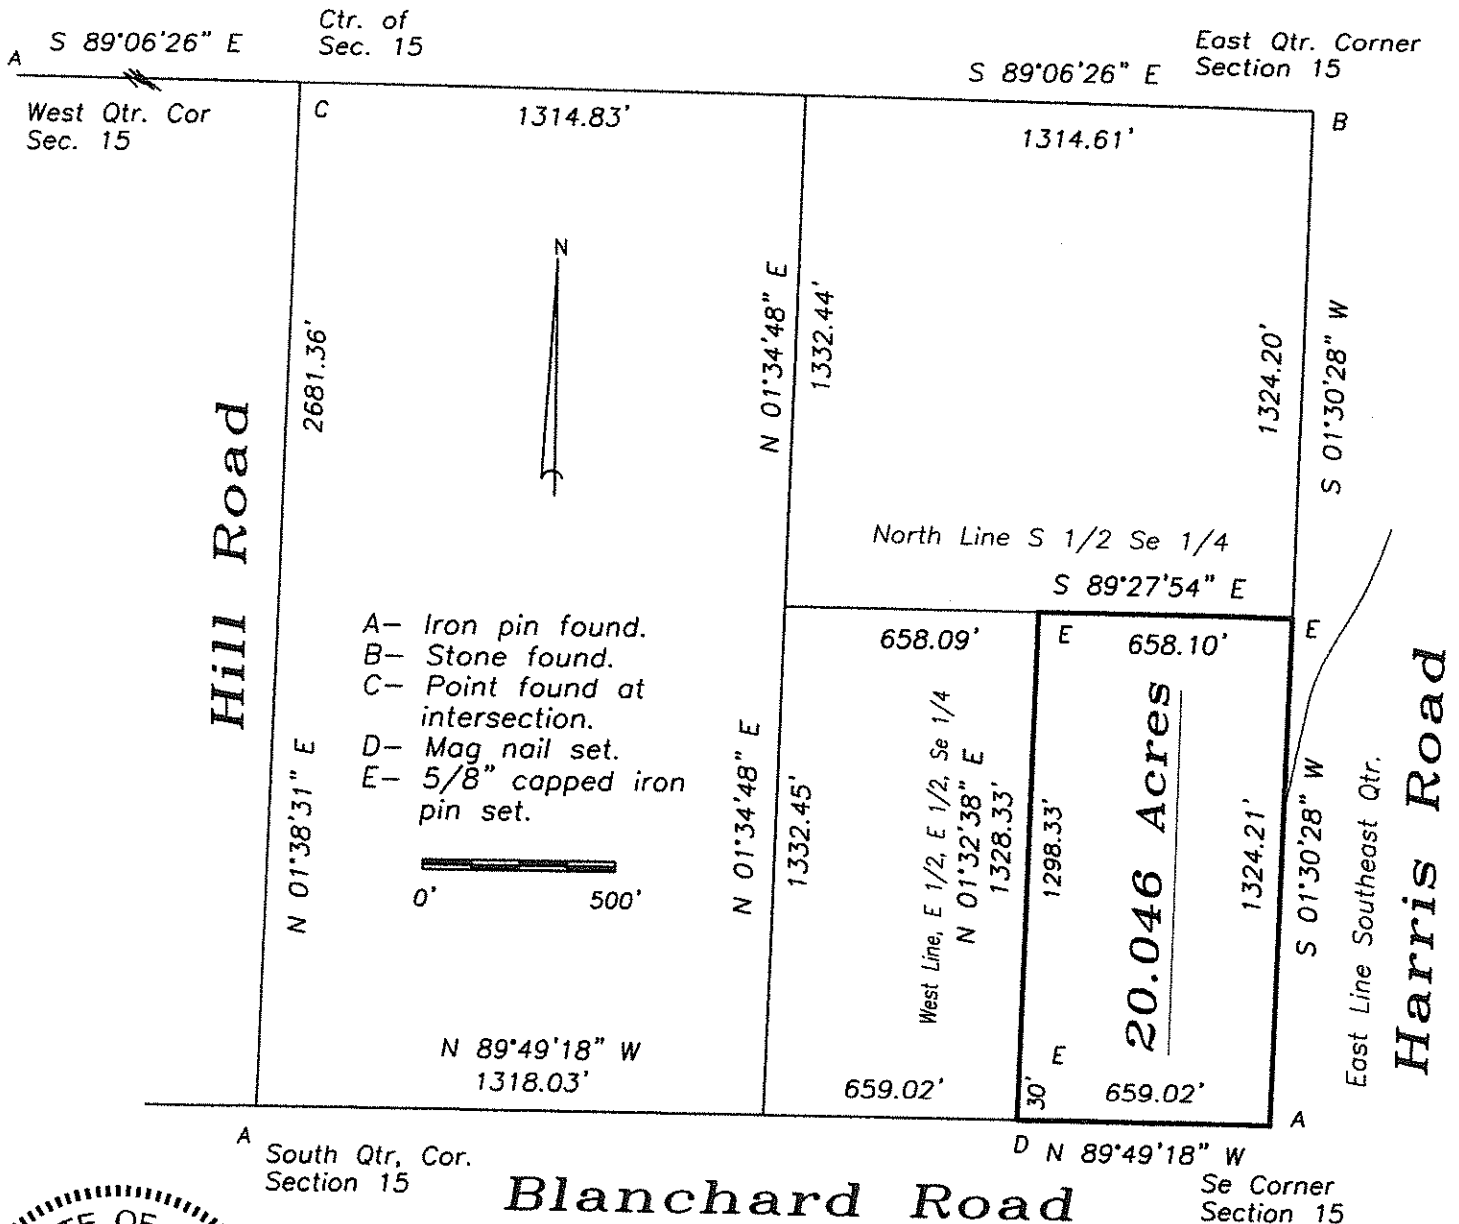 S 89°06'26" E
Ctr. of
Sec. 15
East Qtr. Corner
Section 15
S 89°06'26" E
A
West Qtr. Cor
Sec. 15
C
1314.83'
1314.61'
B
N
2681.36'
N 01°34'48" E
1332.44'
1324.20'
S 01°30'28" W
Hill Road
North Line S 1/2 Se 1/4
S 89°27'54" E
A– Iron pin found.
B– Stone found.
C– Point found at
intersection.
D– Mag nail set.
E– 5/8" capped iron
pin set.
658.09'
E
658.10'
E
N 01°38'31" E
0'
500'
N 01°34'48" E
1332.45'
West Line, E 1/2, E 1/2, Se 1/4
N 01°32'38" E
1328.33'
1298.33'
20.046 Acres
1324.21'
S 01°30'28" W
East Line Southeast Qtr.
Harris Road
N 89°49'18" W
1318.03'
659.02'
30'
E
659.02'
A
A
South Qtr, Cor.
Section 15
D
N 89°49'18" W
Blanchard Road
Se Corner
Section 15
TE OF